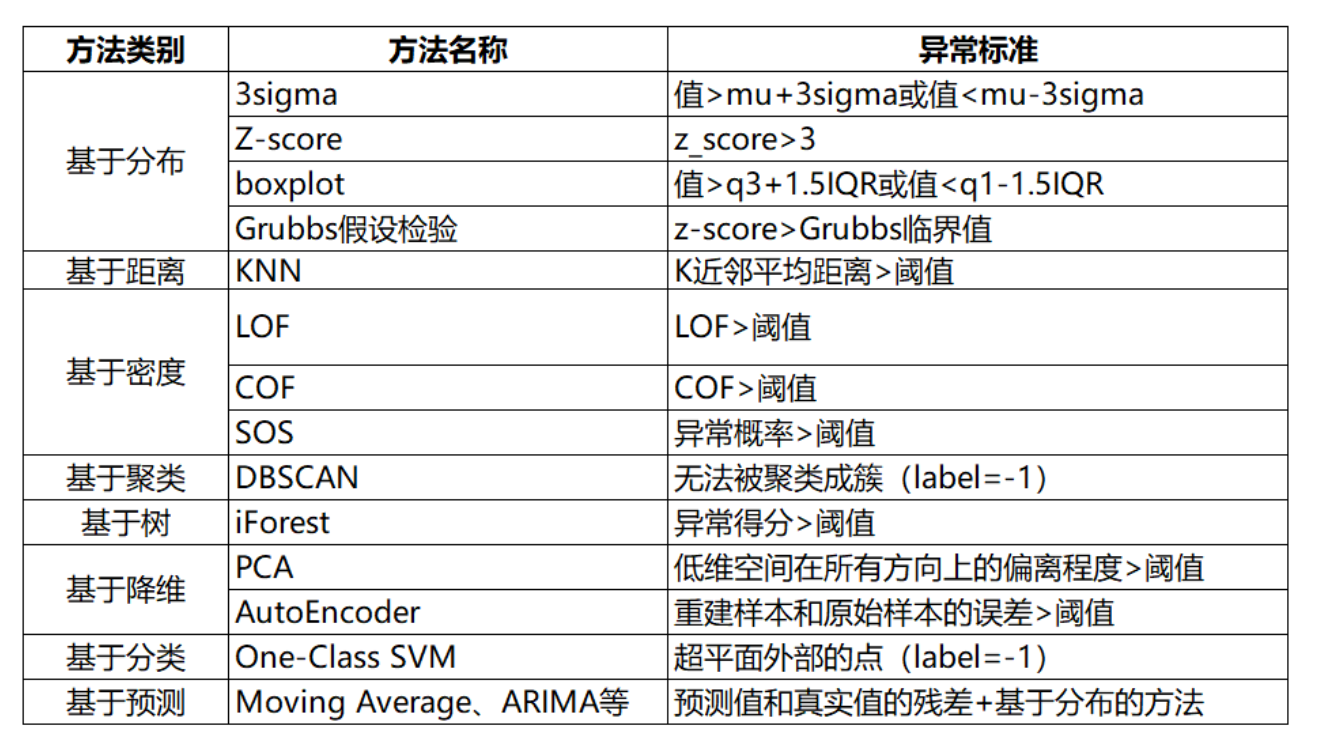 方法类别 方法名称 异常标准
基于分布 3sigma 值>mu+3sigma或值<mu-3sigma
Z-score z_score>3
boxplot 值>q3+1.5IQR或值<q1-1.5IQR
Grubbs假设检验 z-score>Grubbs临界值
基于距离 KNN K近邻平均距离>阈值
基于密度 LOF LOF>阈值
COF COF>阈值
SOS 异常概率>阈值
基于聚类 DBSCAN 无法被聚类成簇（label=-1）
基于树 iForest 异常得分>阈值
基于降维 PCA 低维空间在所有方向上的偏离程度>阈值
AutoEncoder 重建样本和原始样本的误差>阈值
基于分类 One-Class SVM 超平面外部的点（label=-1）
基于预测 Moving Average、ARIMA等 预测值和真实值的残差+基于分布的方法